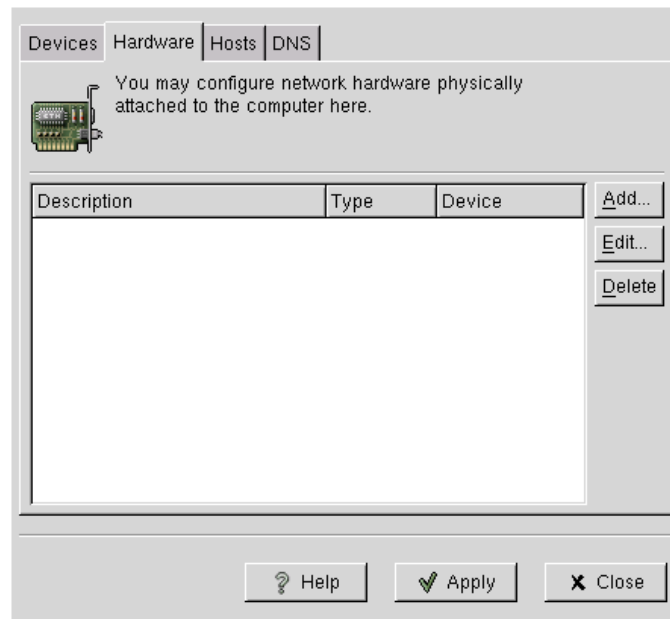 Devices Hardware Hosts DNS
You may configure network hardware physically
attached to the computer here.
ETH
Description Type Device
Add...
Edit...
Delete
Help Apply Close